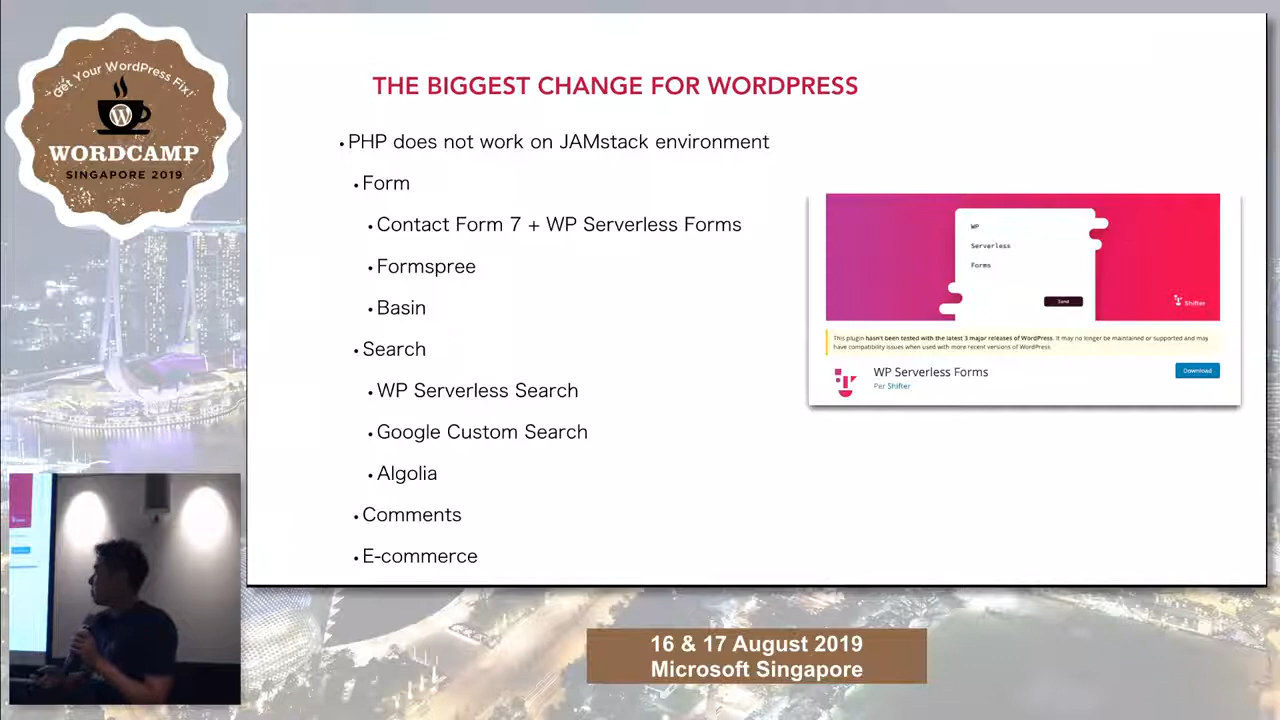 Get Your WordPress Fix!
WORDCAMP
SINGAPORE 2019
THE BIGGEST CHANGE FOR WORDPRESS
• PHP does not work on JAMstack environment
• Form
• Contact Form 7 + WP Serverless Forms
• Formspree
• Basin
• Search
• WP Serverless Search
• Google Custom Search
• Algolia
• Comments
• E-commerce
WP
Serverless
Forms
Send
Shifter
This plugin hasn't been tested with the latest 3 major releases of WordPress. It may no longer be maintained or supported and may
have compatibility issues when used with more recent versions of WordPress.
WP Serverless Forms
Per Shifter
Download
16 & 17 August 2019
Microsoft Singapore